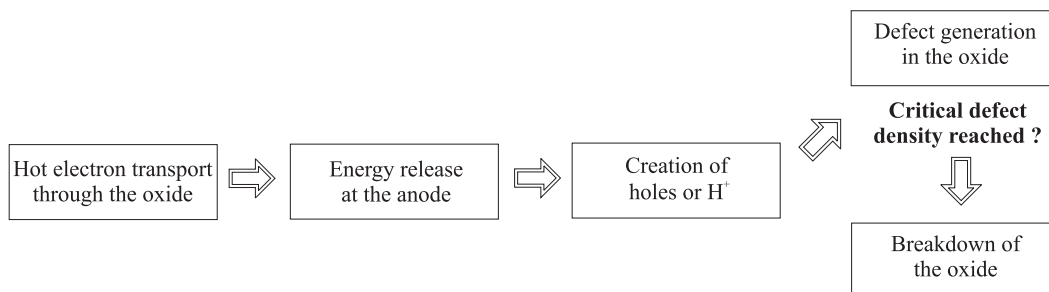 Hot electron transport
through the oxide
Energy release
at the anode
Creation of
holes or H⁺
Defect generation
in the oxide
Critical defect
density reached ?
Breakdown of
the oxide